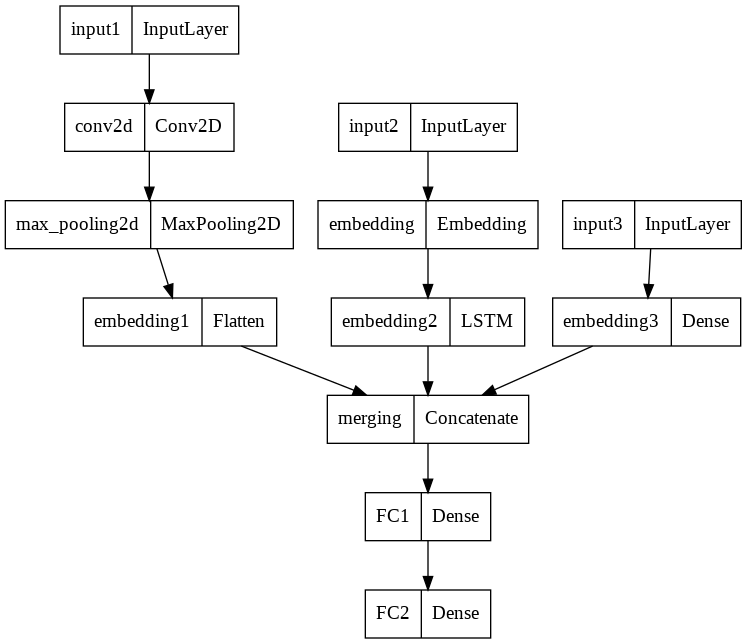 input1 InputLayer
conv2d Conv2D
input2 InputLayer
max_pooling2d MaxPooling2D
embedding Embedding
input3 InputLayer
embedding1 Flatten
embedding2 LSTM
embedding3 Dense
merging Concatenate
FC1 Dense
FC2 Dense